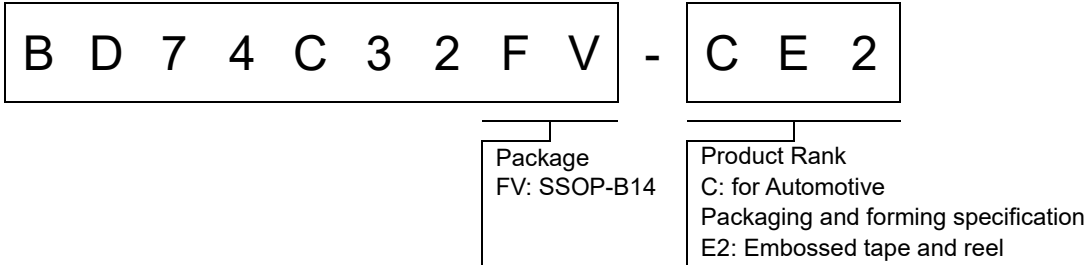 B D 7 4 C 3 2 F V - C E 2
Package
FV: SSOP-B14
Product Rank
C: for Automotive
Packaging and forming specification
E2: Embossed tape and reel